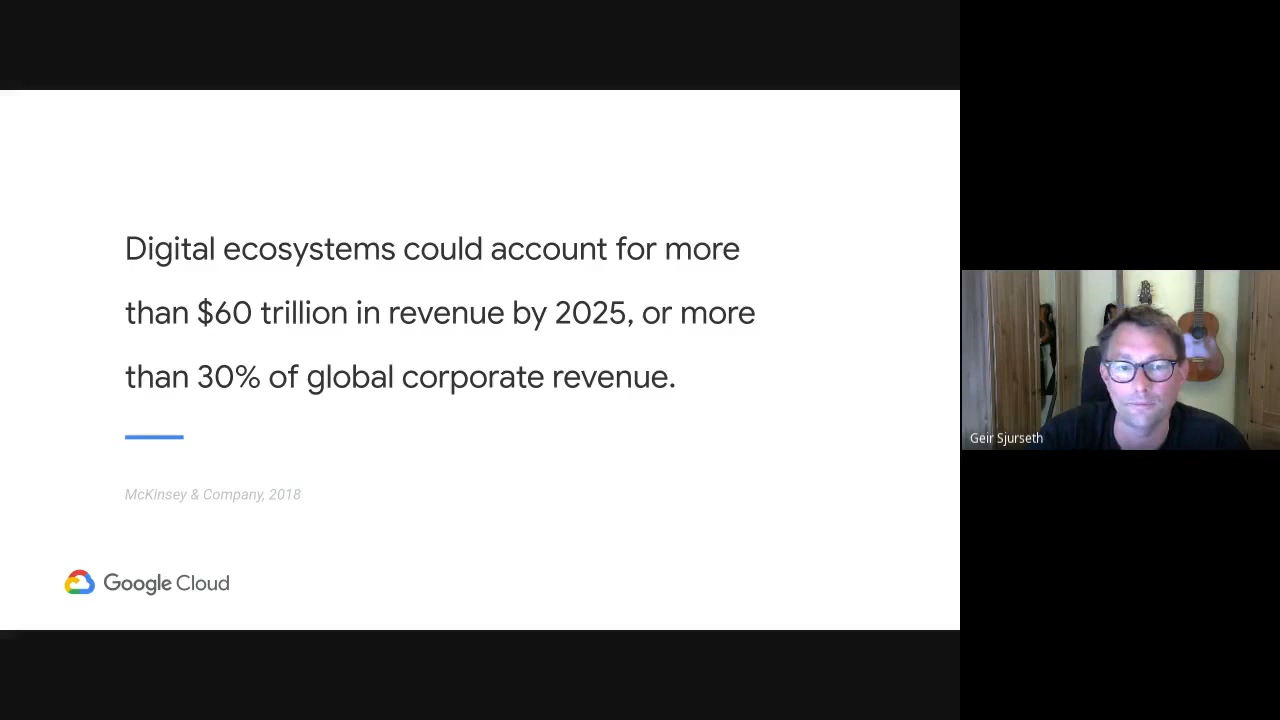 Digital ecosystems could account for more
than $60 trillion in revenue by 2025, or more
than 30% of global corporate revenue.
McKinsey & Company, 2018
Google Cloud
Geir Sjurseth